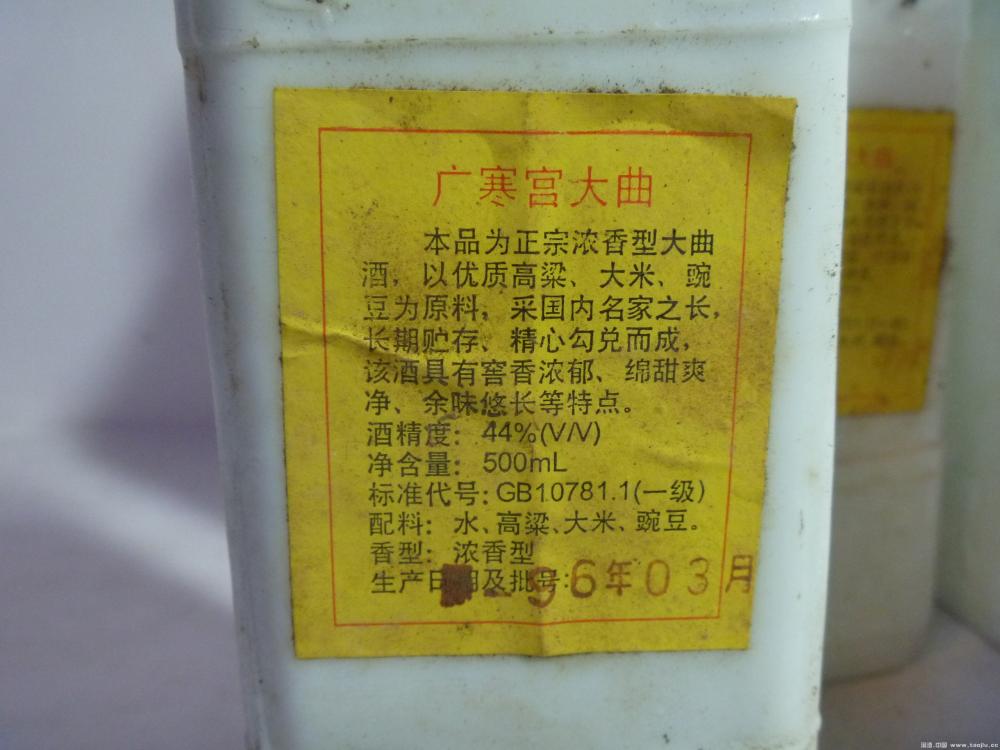 广寒宫大曲
本品为正宗浓香型大曲
酒，以优质高粱、大米、豌
豆为原料，采国内名家之长，
长期贮存、精心勾兑而成，
该酒具有窖香浓郁、绵甜爽
净、余味悠长等特点。
酒精度：44%(V/V)
净含量：500mL
标准代号：GB10781.1(一级)
配料：水、高粱、大米、豌豆。
香型：浓香型
生产日期及批号：
96年03月
www.taojiu.cc